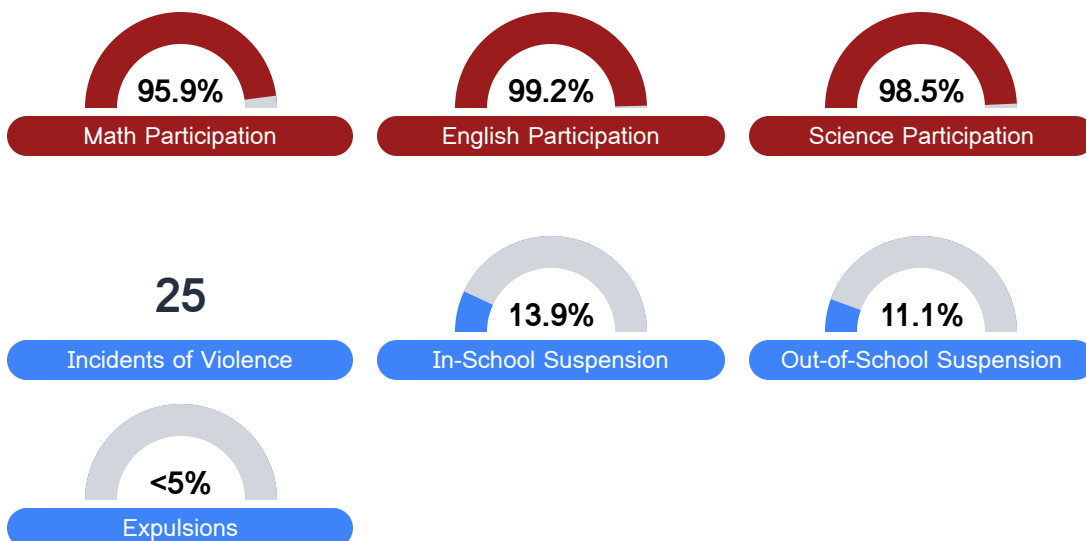 95.9%
Math Participation
99.2%
English Participation
98.5%
Science Participation
25
Incidents of Violence
13.9%
In-School Suspension
11.1%
Out-of-School Suspension
<5%
Expulsions